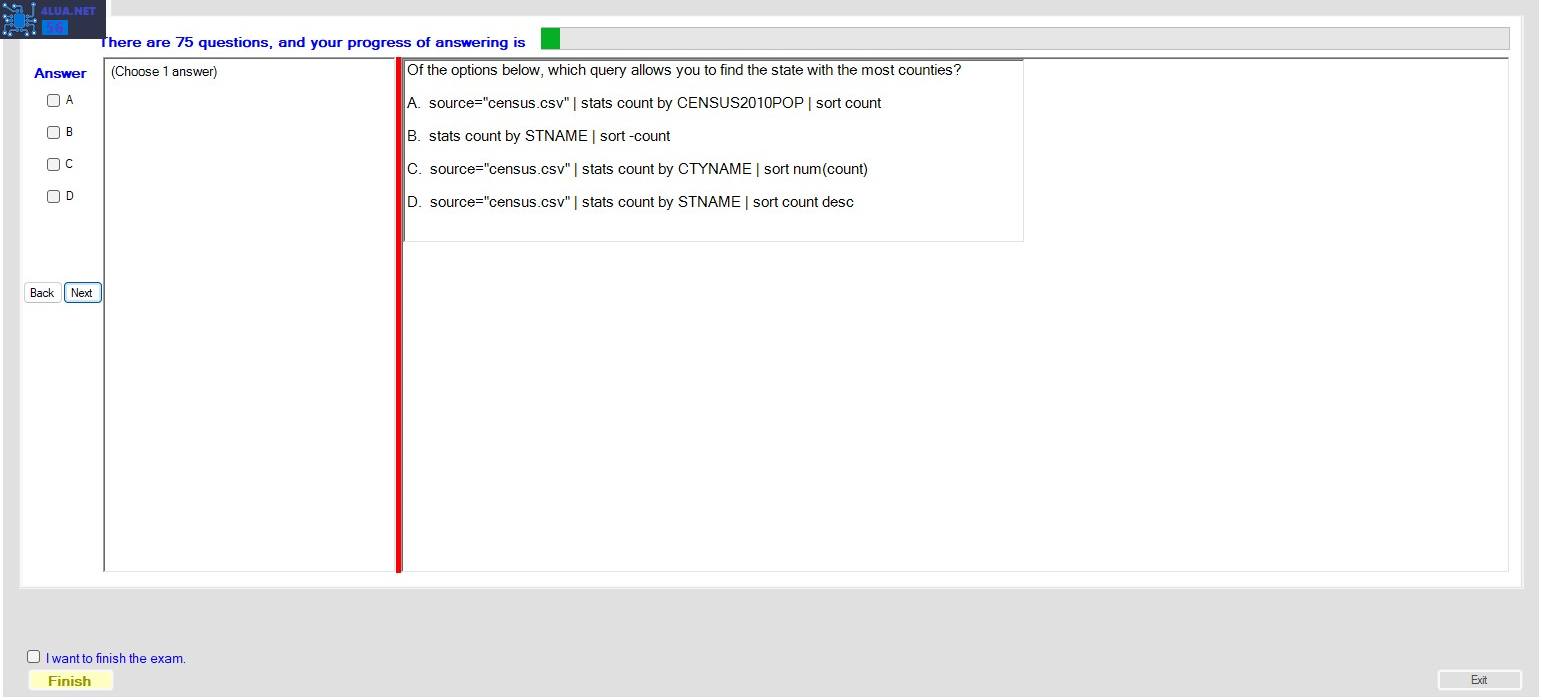 4LUA.NET
56
There are 75 questions, and your progress of answering is
Answer
(Choose 1 answer)
A
B
C
D
Back
Next
Of the options below, which query allows you to find the state with the most counties?
A. source="census.csv" | stats count by CENSUS2010POP | sort count
B. stats count by STNAME | sort -count
C. source="census.csv" | stats count by CTYNAME | sort num(count)
D. source="census.csv" | stats count by STNAME | sort count desc
I want to finish the exam.
Finish
Exit